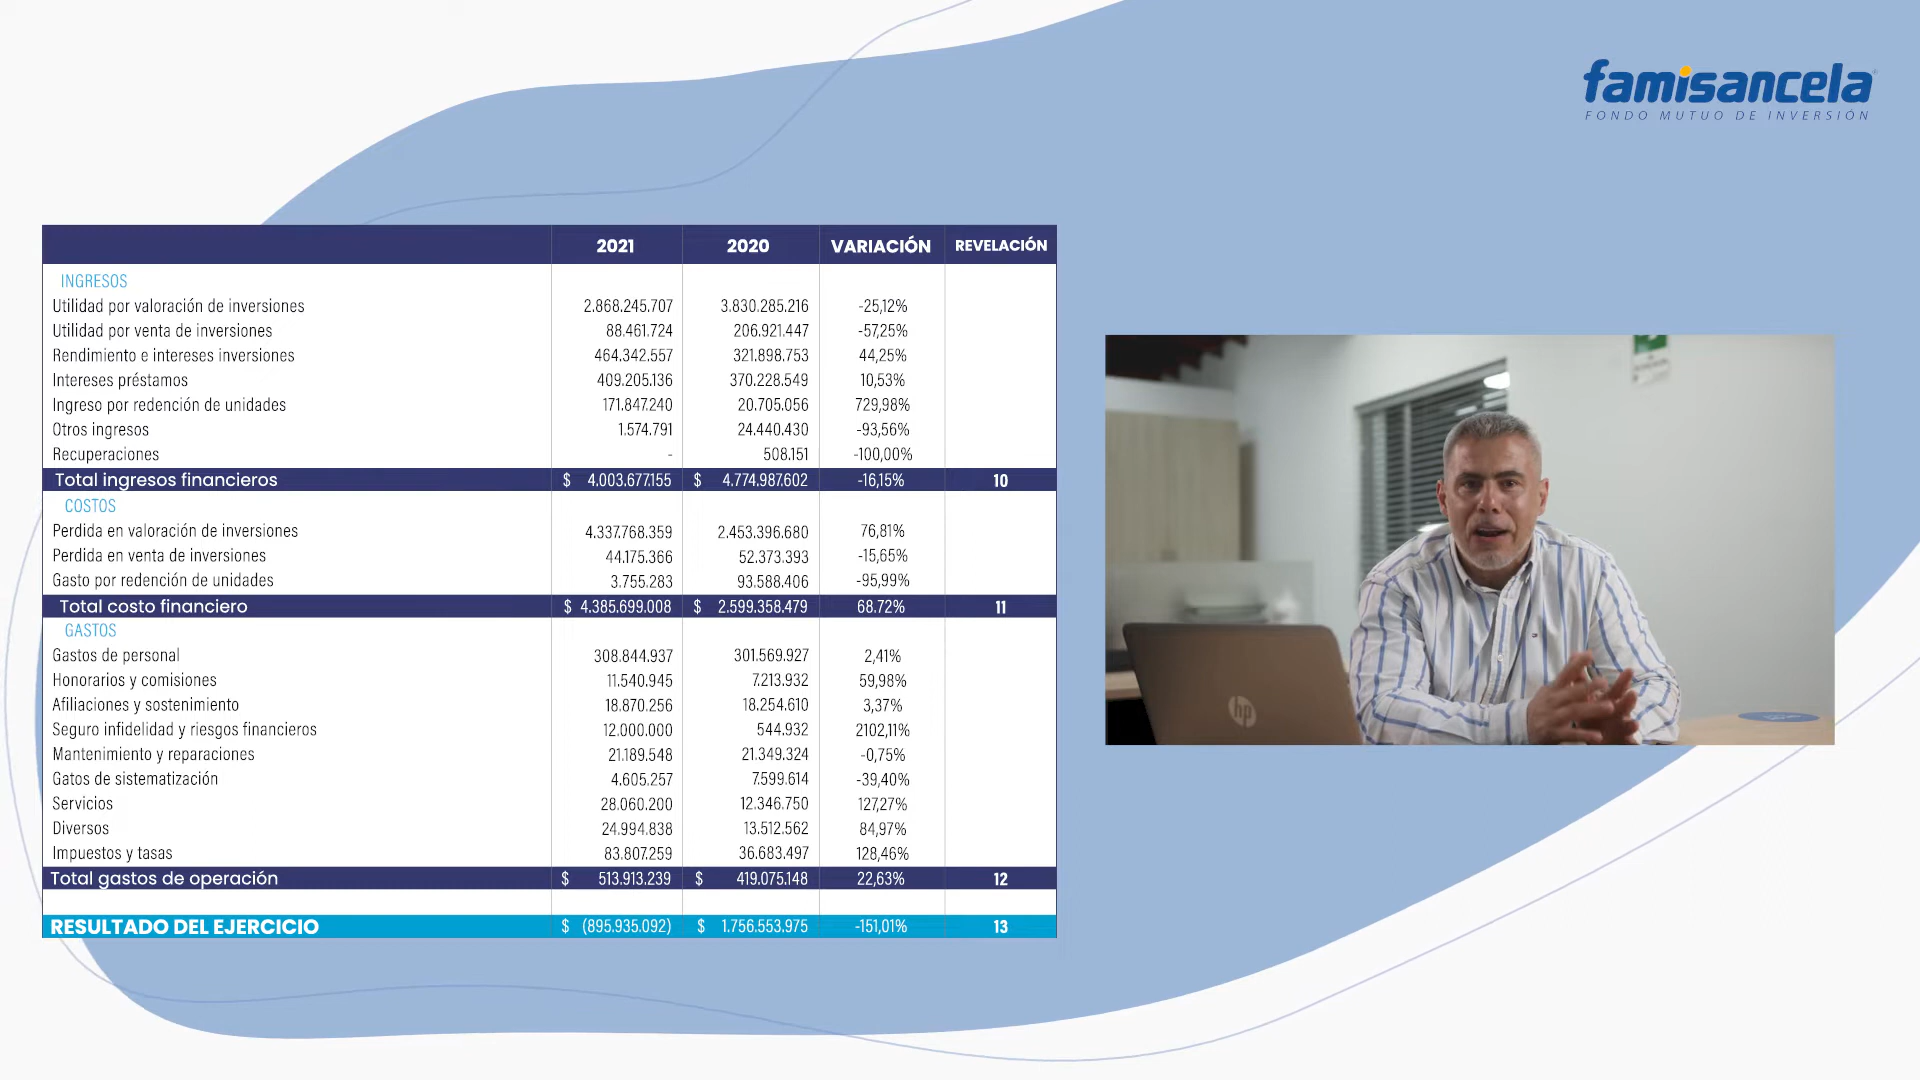 famisancela
FONDO MUTUO DE INVERSIÓN
2021 2020 VARIACIÓN REVELACIÓN
INGRESOS
Utilidad por valoración de inversiones 2.868.245.707 3.830.285.216 -25,12%
Utilidad por venta de inversiones 88.461.724 206.921.447 -57,25%
Rendimiento e intereses inversiones 464.342.557 321.898.753 44,25%
Intereses préstamos 409.205.136 370.228.549 10,53%
Ingreso por redención de unidades 171.847.240 20.705.056 729,98%
Otros ingresos 1.574.791 24.440.430 -93,56%
Recuperaciones - 508.151 -100,00%
Total ingresos financieros $ 4.003.677.155 $ 4.774.987.602 -16,15% 10
COSTOS
Perdida en valoración de inversiones 4.337.768.359 2.453.396.680 76,81%
Perdida en venta de inversiones 44.175.366 52.373.393 -15,65%
Gasto por redención de unidades 3.755.283 93.588.406 -95,99%
Total costo financiero $ 4.385.699.008 $ 2.599.358.479 68.72% 11
GASTOS
Gastos de personal 308.844.937 301.569.927 2,41%
Honorarios y comisiones 11.540.945 7.213.932 59,98%
Afiliaciones y sostenimiento 18.870.256 18.254.610 3,37%
Seguro infidelidad y riesgos financieros 12.000.000 544.932 2102,11%
Mantenimiento y reparaciones 21.189.548 21.349.324 -0,75%
Gatos de sistematización 4.605.257 7.599.614 -39,40%
Servicios 28.060.200 12.346.750 127,27%
Diversos 24.994.838 13.512.562 84,97%
Impuestos y tasas 83.807.259 36.683.497 128,46%
Total gastos de operación $ 513.913.239 $ 419.075.148 22,63% 12
RESULTADO DEL EJERCICIO $ (895.935.092) $ 1.756.553.975 -151,01% 13
hp